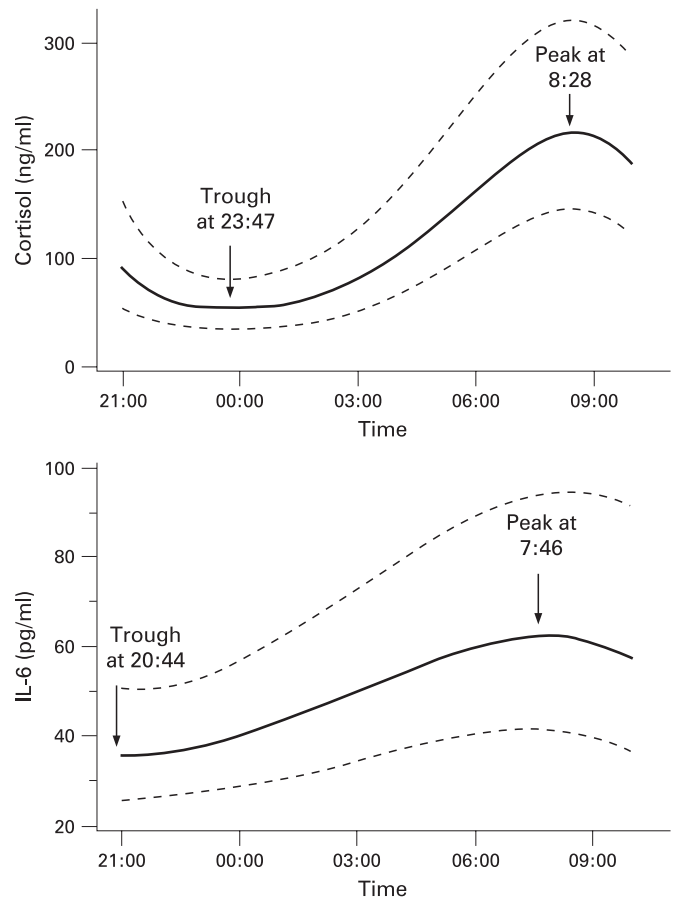 300
200
100
0
Cortisol (ng/ml)
Trough
at 23:47
Peak at
8:28
21:00 00:00 03:00 06:00 09:00
Time
100
80
60
40
20
IL-6 (pg/ml)
Trough
at 20:44
Peak at
7:46
21:00 00:00 03:00 06:00 09:00
Time